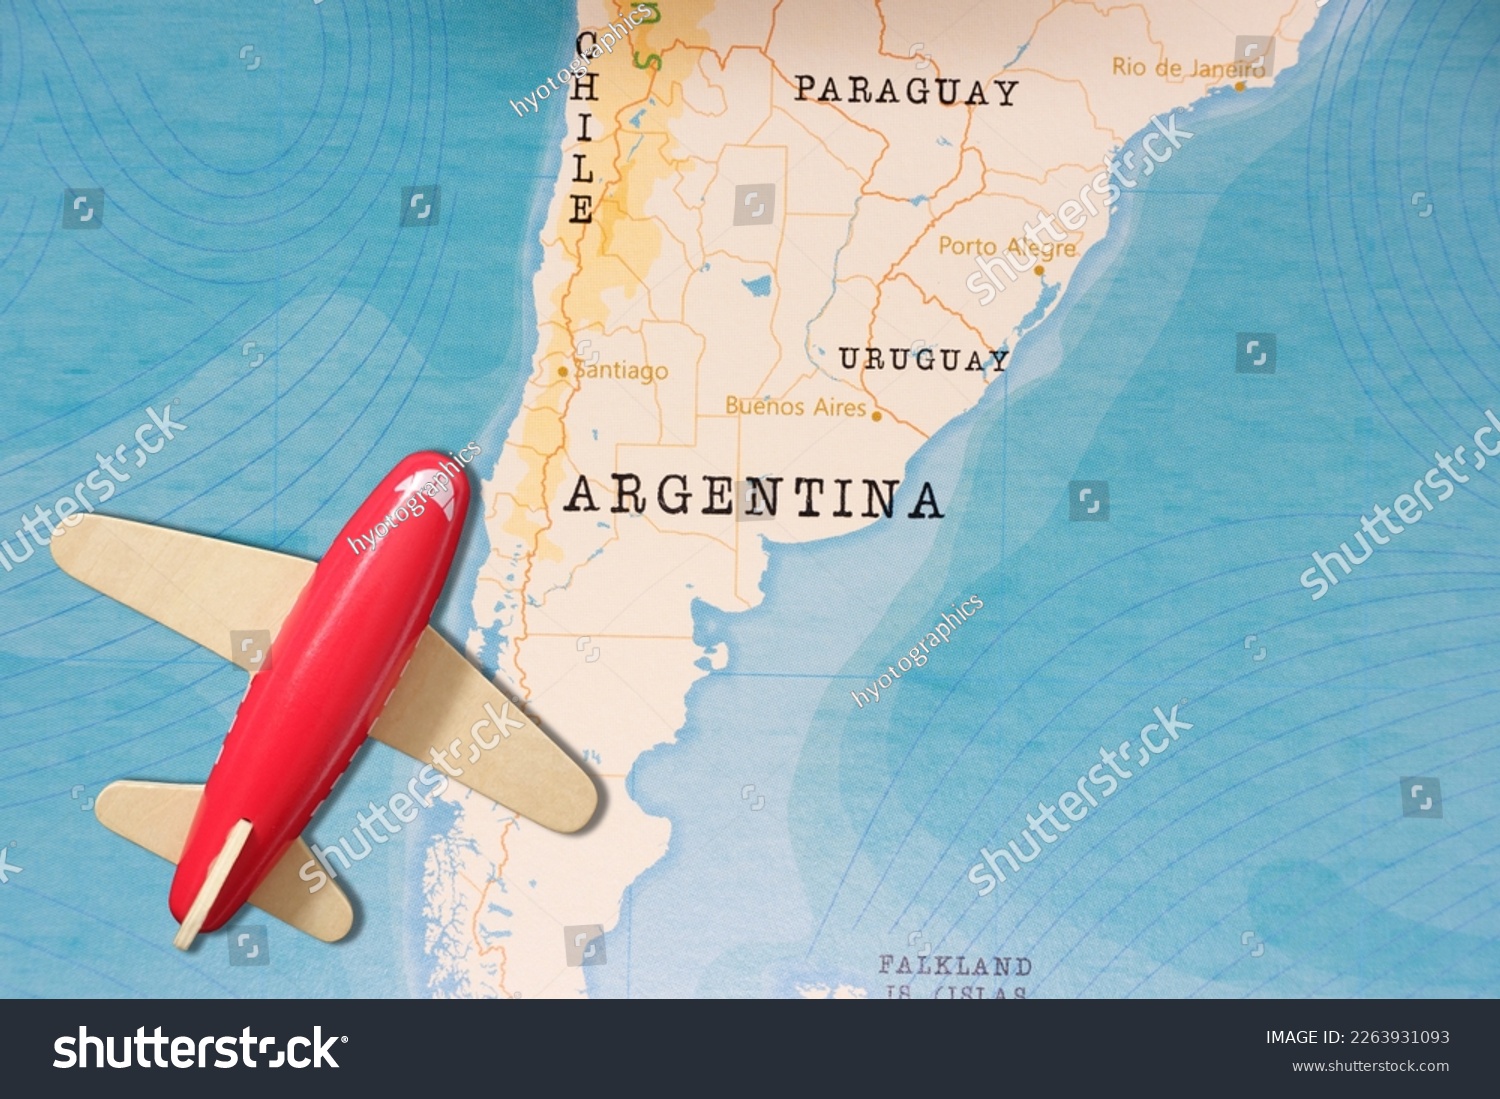 CHILE
ns
PARAGUAY
Rio de Janeiro
Porto Alegre
Santiago
URUGUAY
Buenos Aires
ARGENTINA
FALKLAND
IS (ISLAS
hyotographics
hyotographics
hyotographics
shutterstock
shutterstock
shutterstock
shutterstock
shutterstock
shutterstock
IMAGE ID: 2263931093
www.shutterstock.com